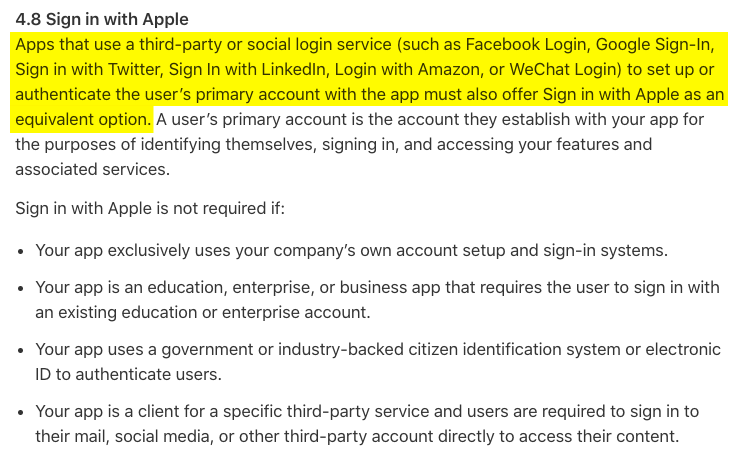 4.8 Sign in with Apple
Apps that use a third-party or social login service (such as Facebook Login, Google Sign-In,
Sign in with Twitter, Sign In with LinkedIn, Login with Amazon, or WeChat Login) to set up or
authenticate the user’s primary account with the app must also offer Sign in with Apple as an
equivalent option. A user’s primary account is the account they establish with your app for
the purposes of identifying themselves, signing in, and accessing your features and
associated services.
Sign in with Apple is not required if:
• Your app exclusively uses your company’s own account setup and sign-in systems.
• Your app is an education, enterprise, or business app that requires the user to sign in with
an existing education or enterprise account.
• Your app uses a government or industry-backed citizen identification system or electronic
ID to authenticate users.
• Your app is a client for a specific third-party service and users are required to sign in to
their mail, social media, or other third-party account directly to access their content.